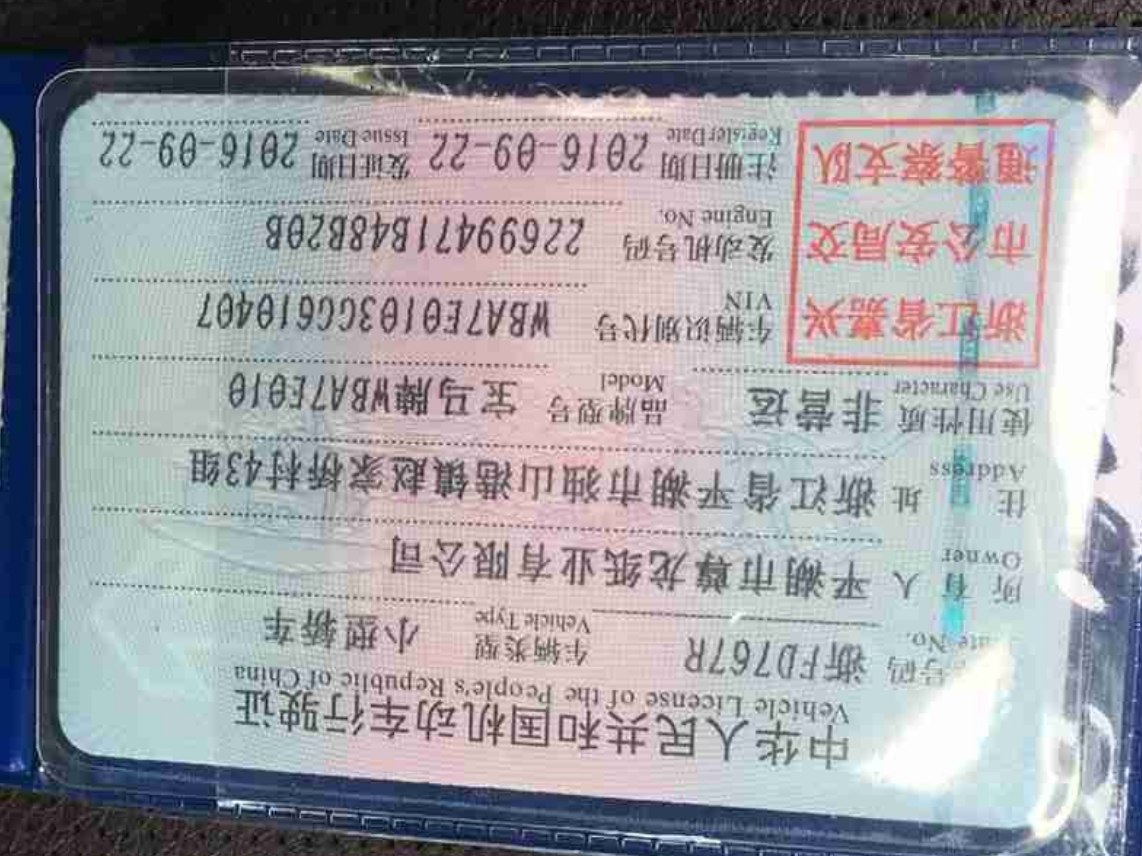 中华人民共和国机动车行驶证
Vehicle License of the People's Republic of China
号码 浙FD767R 车辆类型 小型轿车
No. Vehicle Type
所有人 平湖市尊龙纸业有限公司
Owner
住址 浙江省平湖市独山港镇赵家桥村43组
Address
使用性质 非营运 品牌型号 宝马牌WBA7E010
Use Character Model
浙江省嘉兴
市公安局交
通警察支队
车辆识别代号 WBA7E0103GG610407
VIN
发动机号码 22699471B48B20B
Engine No.
注册日期 2016-09-22 发证日期 2016-09-22
Register Date Issue Date